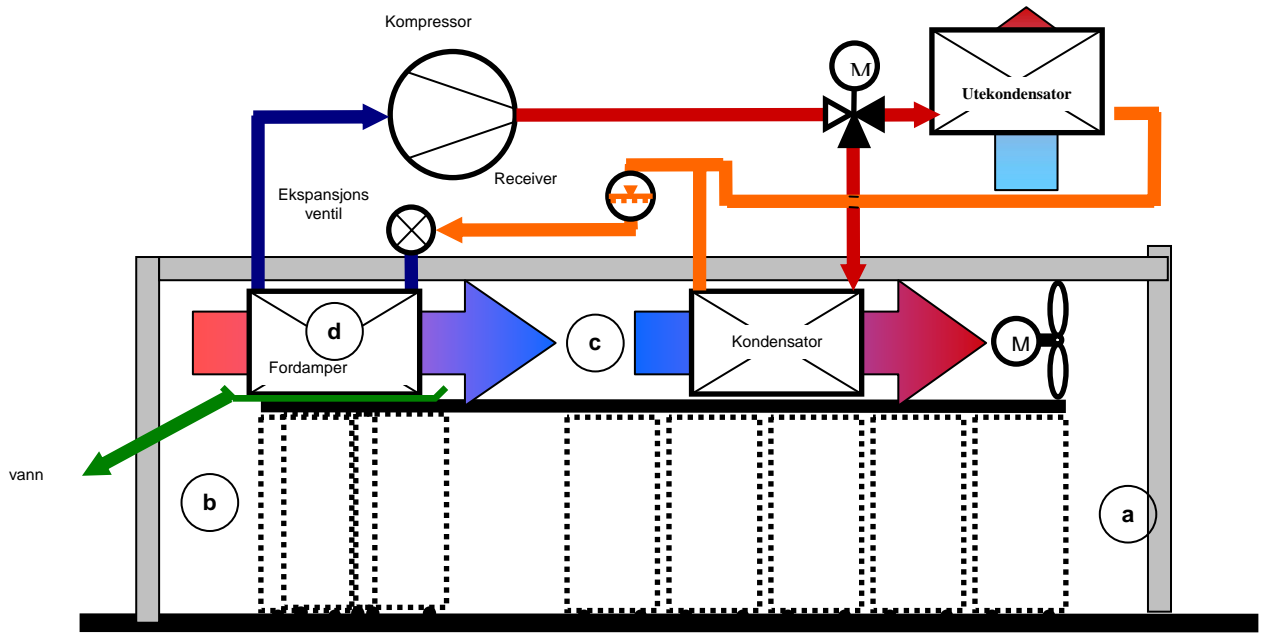 Kompressor
M
Utekondensator
Receiver
Ekspansjons
ventil
d
Fordamper
c
Kondensator
M
vann
b
a